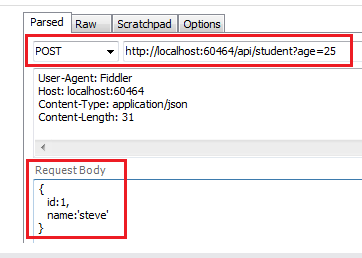 Parsed Raw Scratchpad Options
POST http://localhost:60464/api/student?age=25
User-Agent: Fiddler
Host: localhost:60464
Content-Type: application/json
Content-Length: 31
Request Body
{
id:1,
name:'steve'
}